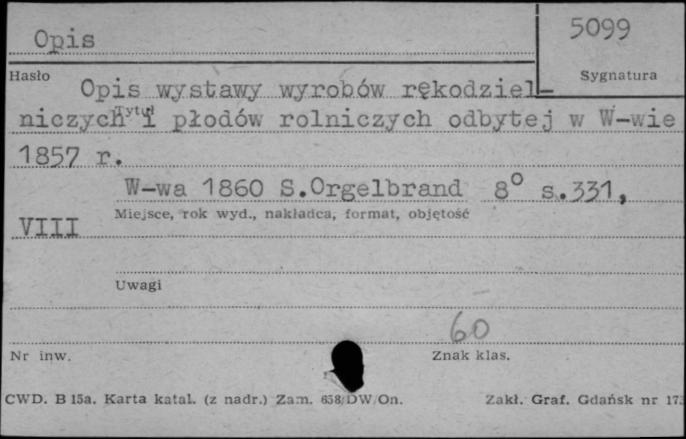 Opis
5099
Hasło
Sygnatura
Opis wystawy wyrobów rękodziel-
Tytuł
niczych i płodów rolniczych odbytej w W-wie
1857 r.
W-wa 1860 S.Orgelbrand 8° s.331,
Miejsce, rok wyd., nakładca, format, objętość
VIII
Uwagi
60
Nr inw.
Znak klas.
CWD. B 15a. Karta katal. (z nadr.) Zam. 658/DW/On.
Zakł. Graf. Gdańsk nr